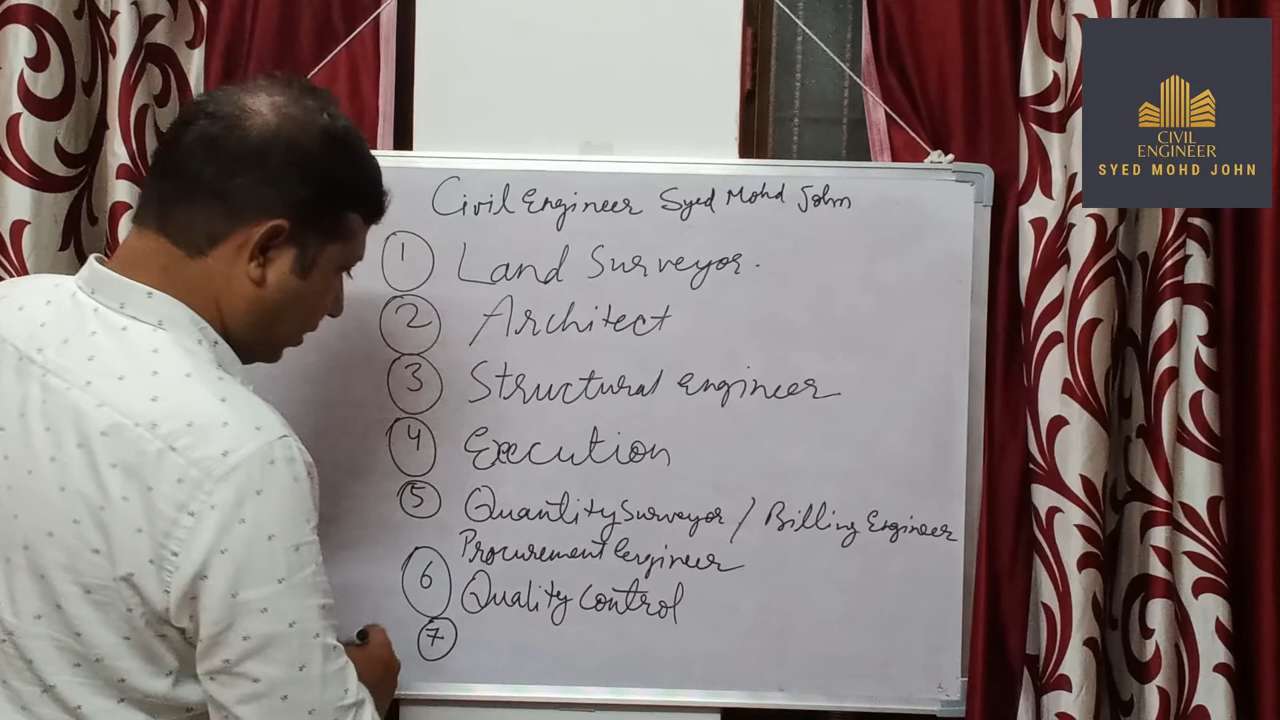 Civil Engineer Syed Mohd John
1 Land Surveyor.
2 Architect
3 Structural engineer
4 Execution
5 Quantity Surveyor / Billing Engineer
Procurement engineer
6 Quality Control
7
CIVIL
ENGINEER
SYED MOHD JOHN